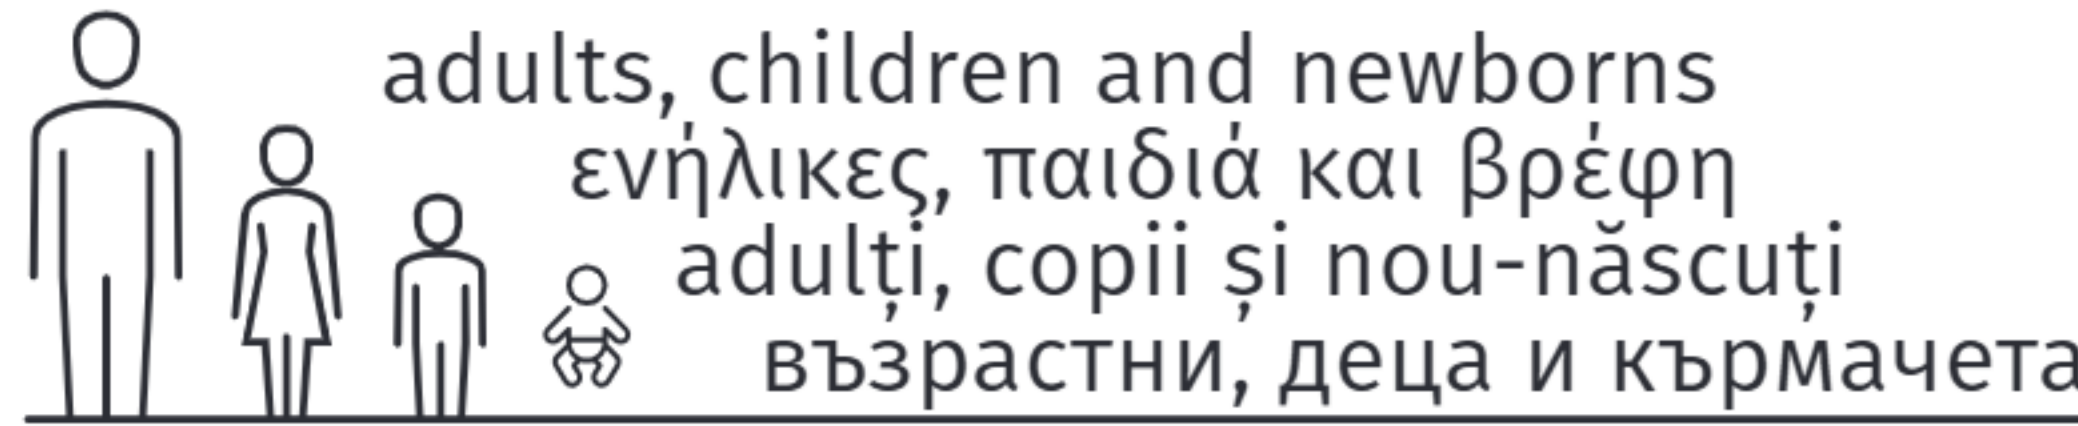 adults, children and newborns
ενήλικες, παιδιά και βρέφη
adulți, copii și nou-născuți
възрастни, деца и кърмачета